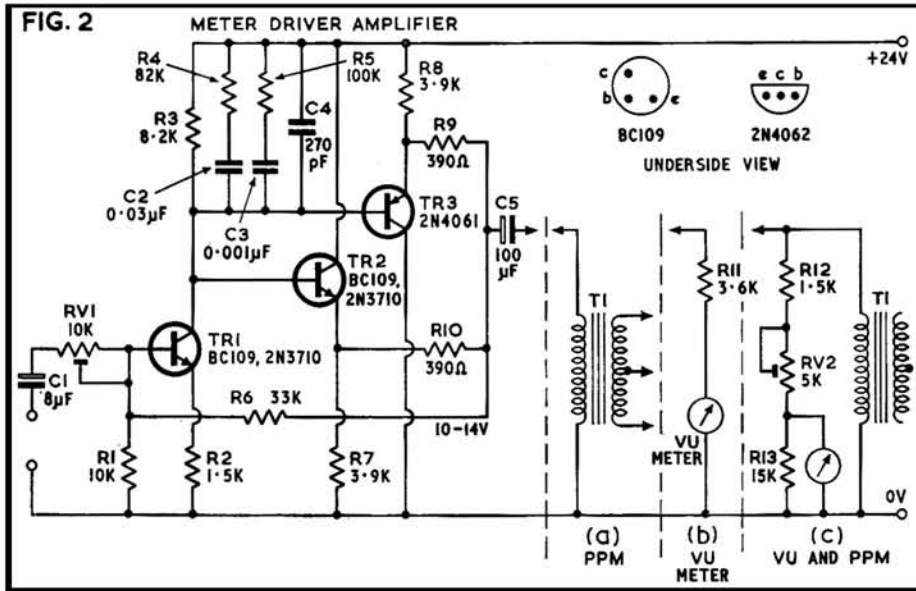 FIG. 2
METER DRIVER AMPLIFIER
R4
82K
R5
100K
R8
3·9K
+24V
R3
8·2K
C4
270
pF
R9
390Ω
c
b
e
BC109
e c b
2N4062
UNDERSIDE VIEW
C2
0·03µF
C3
0·001µF
TR3
2N4061
C5
100
µF
TR2
BC109,
2N3710
R11
3·6K
R12
1·5K
T1
T1
RV1
10K
TR1
BC109, 2N3710
R10
390Ω
RV2
5K
C1
8µF
R6 33K
10-14V
VU
METER
R1
10K
R2
1·5K
R7
3·9K
R13
15K
0V
(a)
PPM
(b)
VU
METER
(c)
VU AND PPM